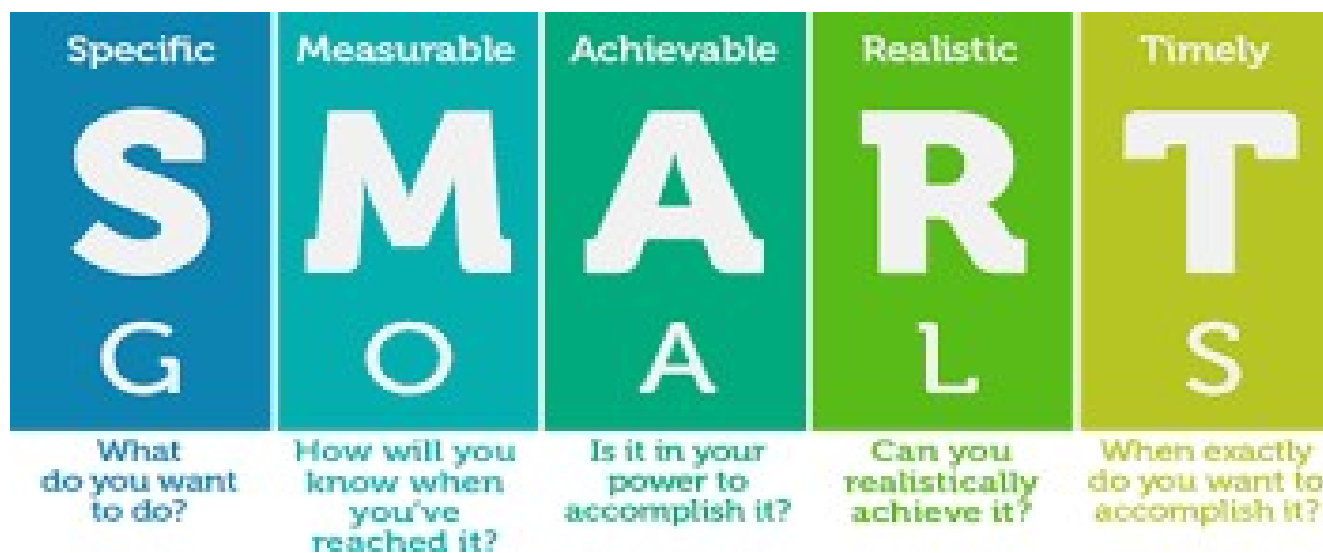 Specific
Measurable
Achievable
Realistic
Timely
S
M
A
R
T
G
O
A
L
S
What
do you want
to do?
How will you
know when
you've
reached it?
Is it in your
power to
accomplish it?
Can you
realistically
achieve it?
When exactly
do you want to
accomplish it?